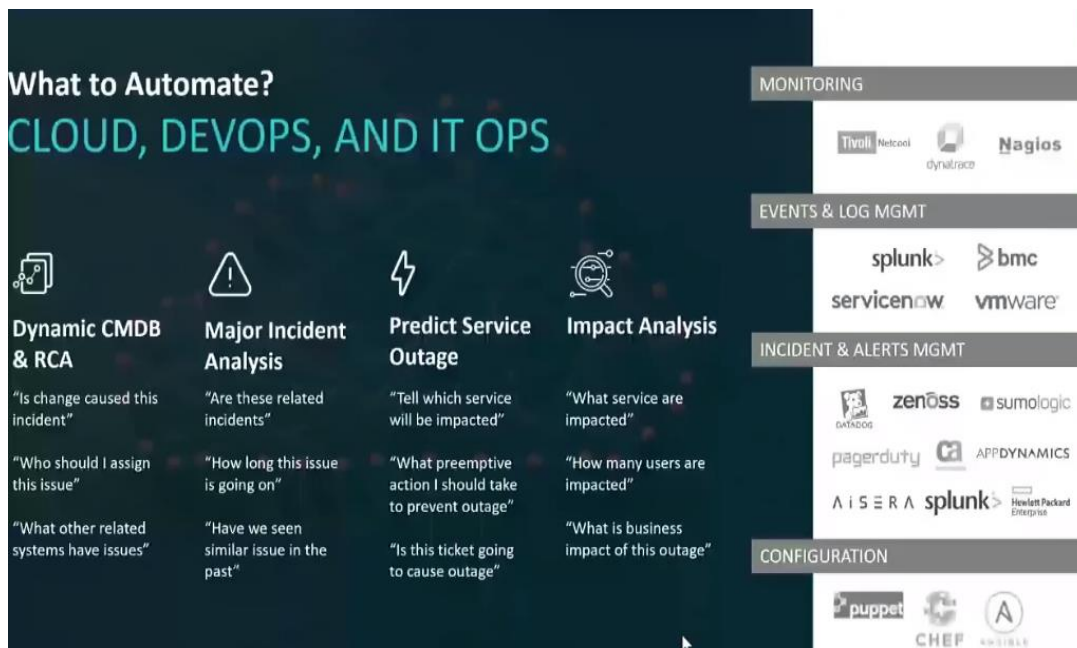 What to Automate?
CLOUD, DEVOPS, AND IT OPS
Dynamic CMDB
& RCA
“Is change caused this
incident”
“Who should I assign
this issue”
“What other related
systems have issues”
Major Incident
Analysis
“Are these related
incidents”
“How long this issue
is going on”
“Have we seen
similar issue in the
past”
Predict Service
Outage
“Tell which service
will be impacted”
“What preemptive
action I should take
to prevent outage”
“Is this ticket going
to cause outage”
Impact Analysis
“What service are
impacted”
“How many users are
impacted”
“What is business
impact of this outage”
MONITORING
Tivoli Netcool
dynatrace
Nagios
EVENTS & LOG MGMT
splunk>
bmc
servicenow
vmware
INCIDENT & ALERTS MGMT
DATADOG
zenoss
sumologic
pagerduty
ca
APPDYNAMICS
AISERA
splunk>
Hewlett Packard
Enterprise
CONFIGURATION
puppet
CHEF
A
ANSIBLE